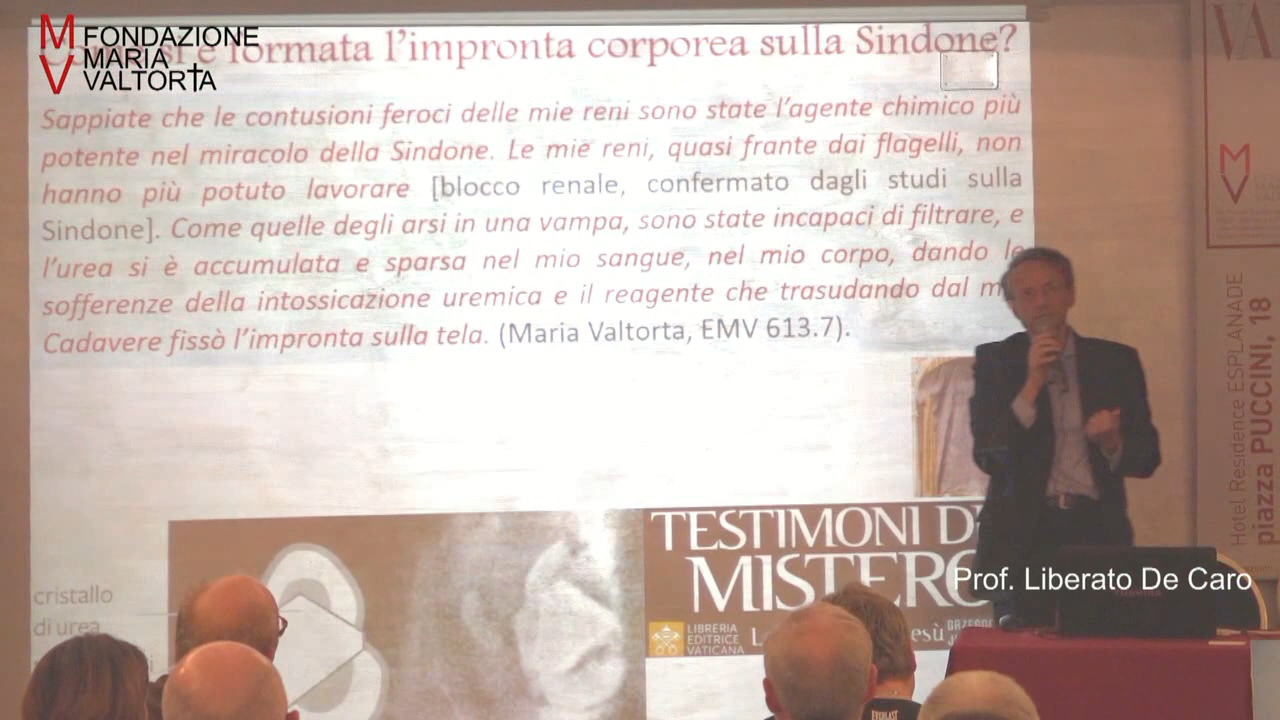 FONDAZIONE
MARIA
VALTORTA
si è formata l'impronta corporea sulla Sindone?
Sappiate che le contusioni feroci delle mie reni sono state l'agente chimico più
potente nel miracolo della Sindone. Le mie reni, quasi frante dai flagelli, non
hanno più potuto lavorare [blocco renale, confermato dagli studi sulla
Sindone]. Come quelle degli arsi in una vampa, sono state incapaci di filtrare, e
l'urea si è accumulata e sparsa nel mio sangue, nel mio corpo, dando le
sofferenze della intossicazione uremica e il reagente che trasudando dal m
Cadavere fissò l'impronta sulla tela. (Maria Valtorta, EMV 613.7).
cristallo
di urea
TESTIMONI D
MISTERO
LIBRERIA
EDITRICE
VATICANA
esù
Prof. Liberato De Caro
VA
Hotel Residence ESPLANADE
piazza PUCCINI, 18
EVERLAST